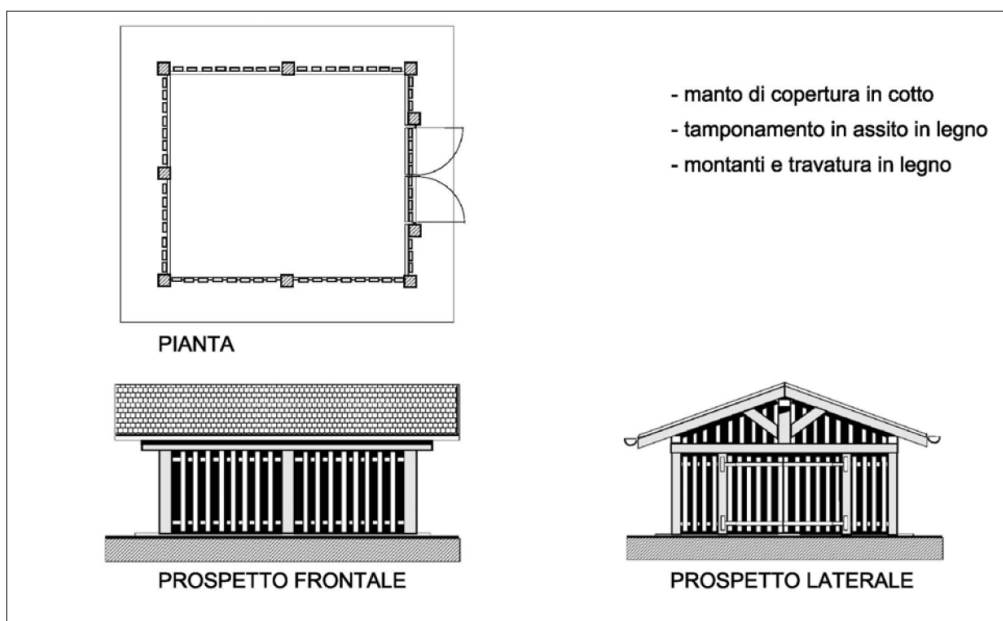 - manto di copertura in cotto
- tamponamento in assito in legno
- montanti e travatura in legno
PIANTA
PROSPETTO FRONTALE
PROSPETTO LATERALE